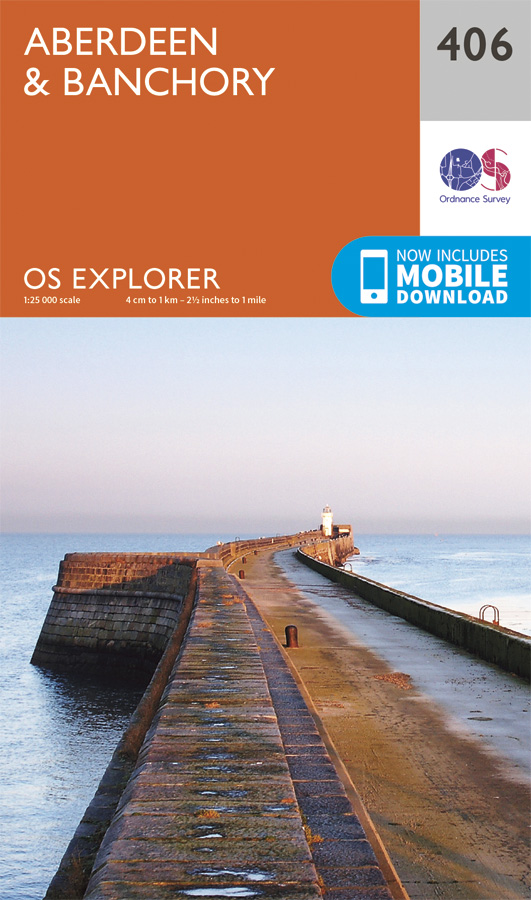 ABERDEEN
& BANCHORY
406
Ordnance Survey
OS EXPLORER
1:25 000 scale 4 cm to 1 km – 2½ inches to 1 mile
NOW INCLUDES
MOBILE
DOWNLOAD